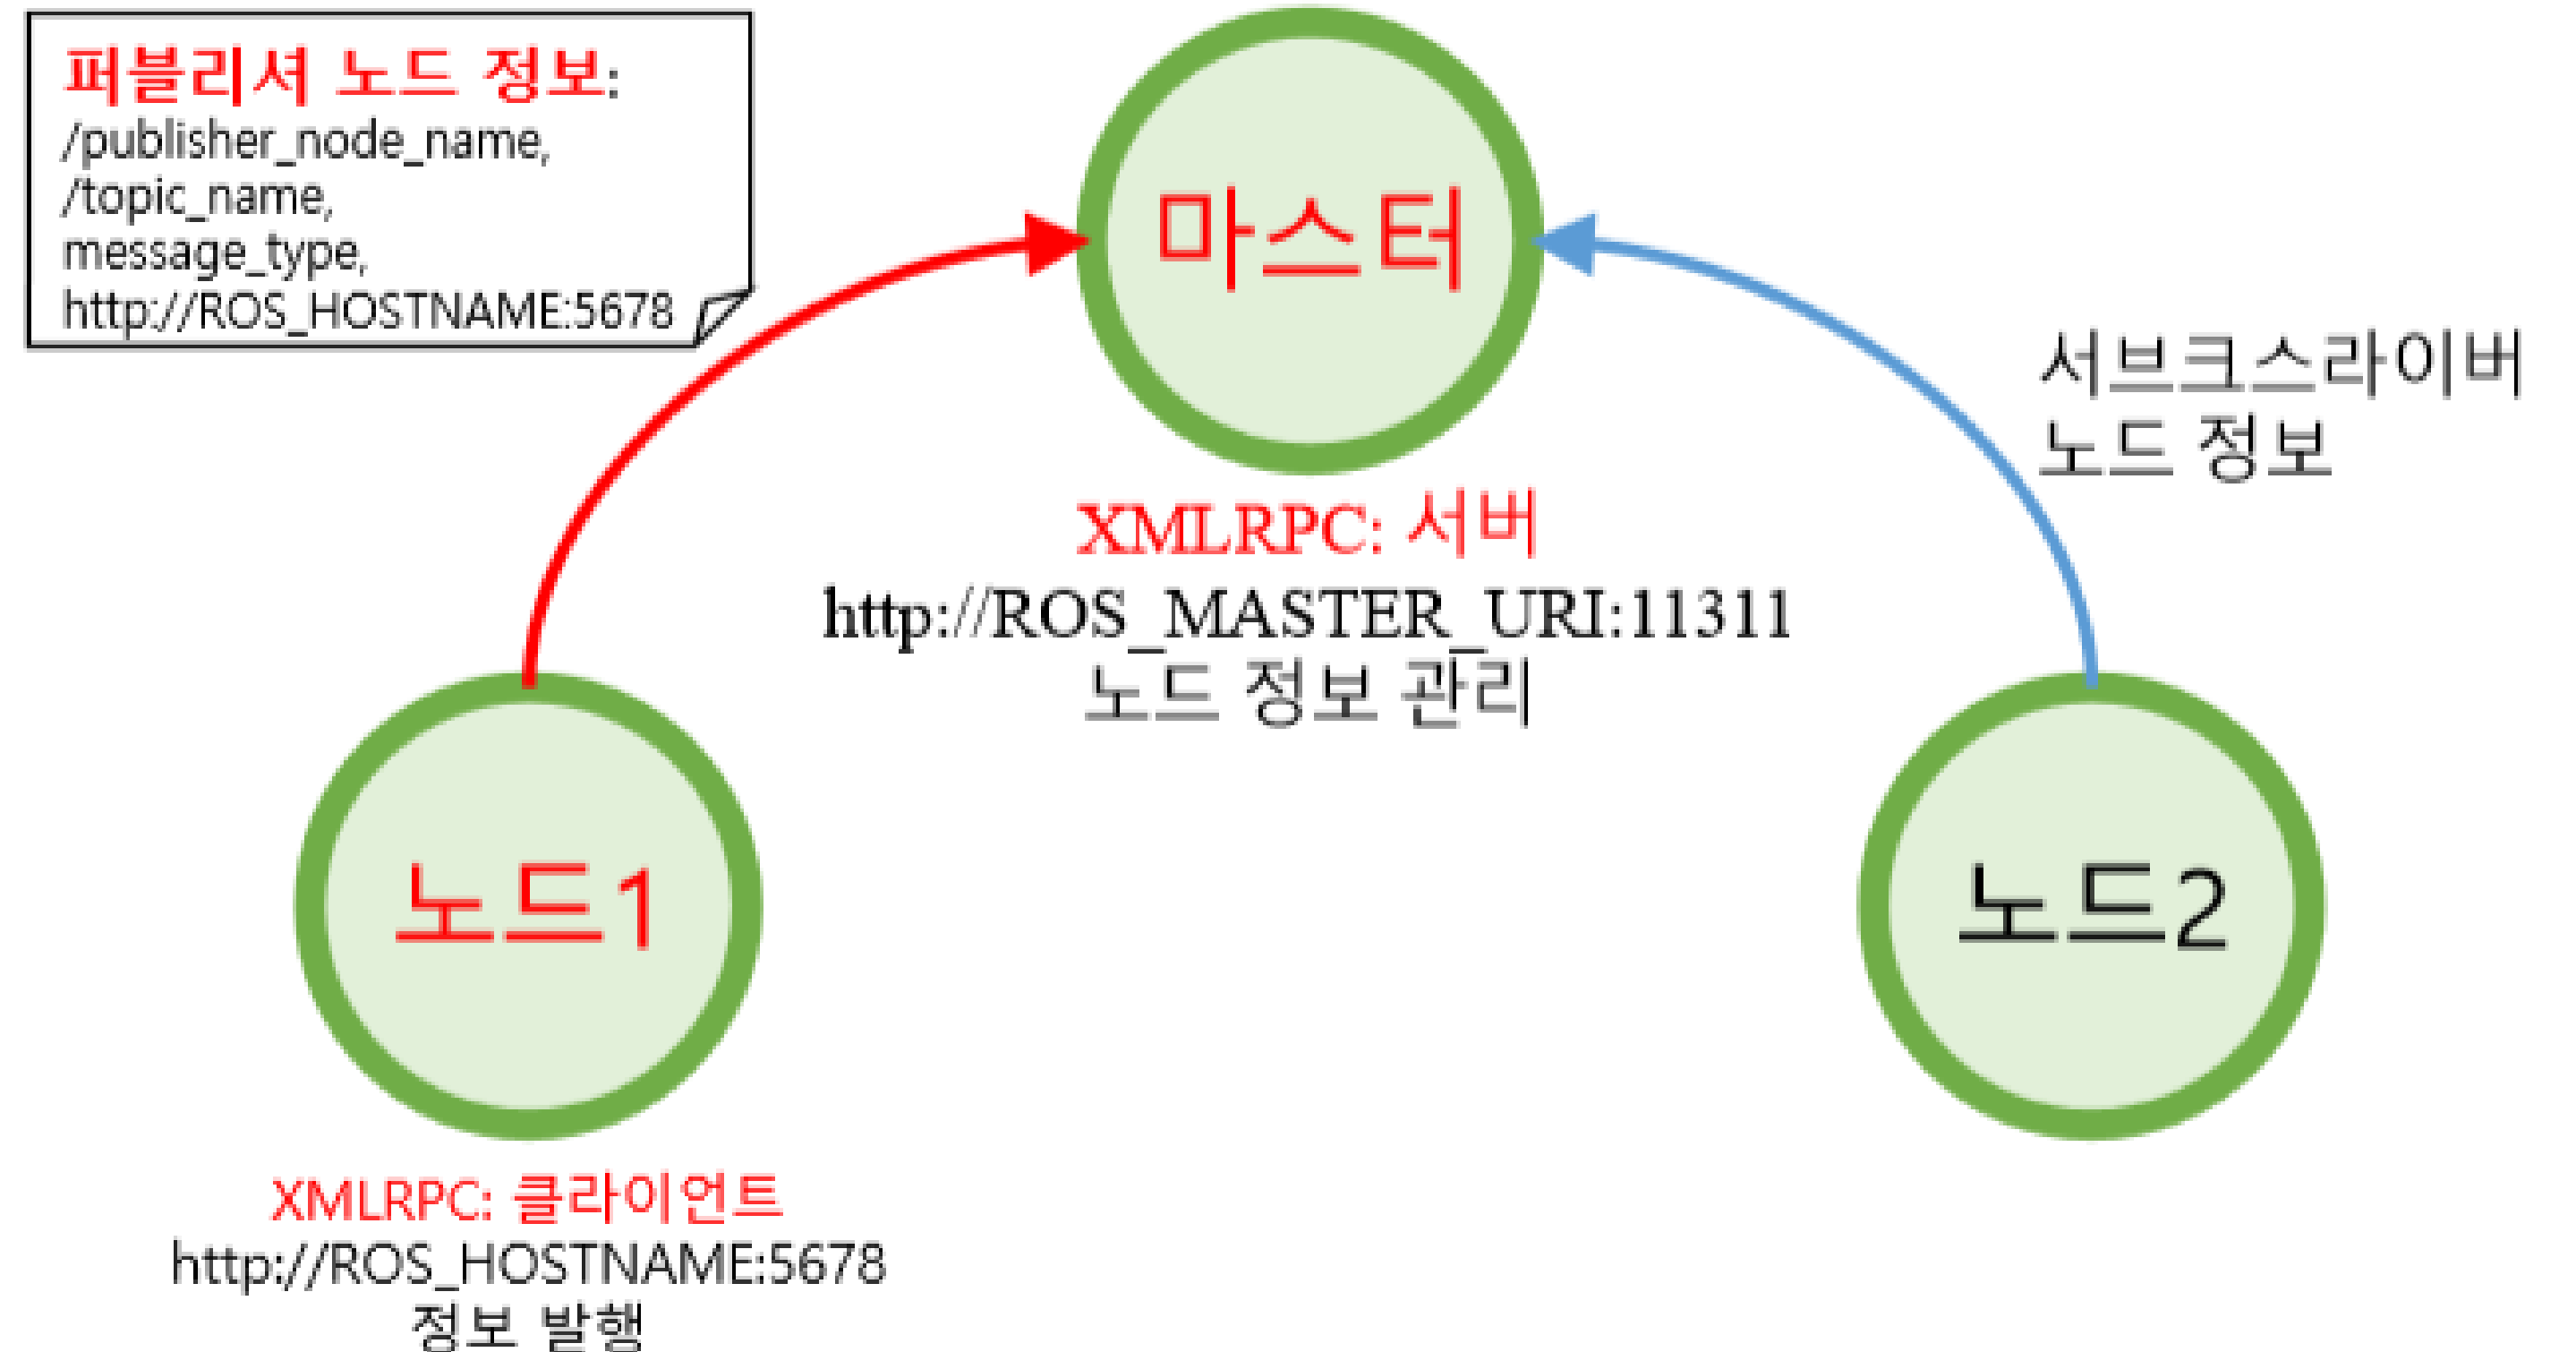 퍼블리셔 노드 정보:
/publisher_node_name,
/topic_name,
message_type,
http://ROS_HOSTNAME:5678
마스터
XMLRPC: 서버
http://ROS_MASTER_URI:11311
노드 정보 관리
서브크스라이버
노드 정보
노드1
XMLRPC: 클라이언트
http://ROS_HOSTNAME:5678
정보 발행
노드2